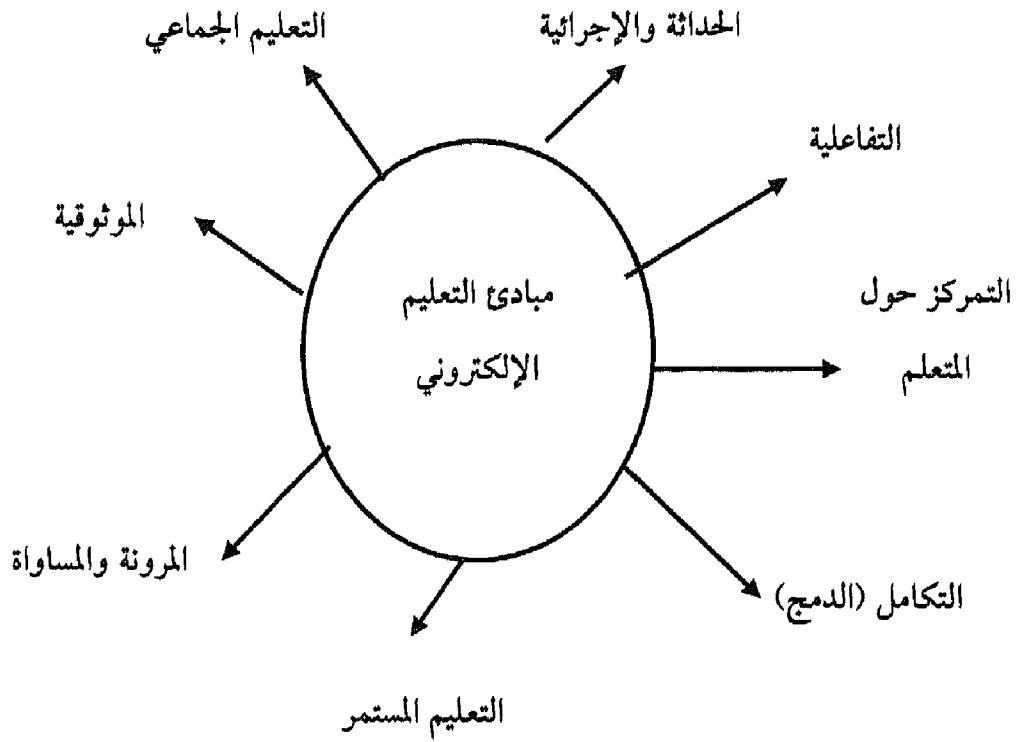 الحداثة والإجرائية
التعليم الجماعي
التفاعلية
الموثوقية
مبادئ التعليم
الإلكتروني
التمركز حول
المتعلم
المرونة والمساواة
التكامل (الدمج)
التعليم المستمر